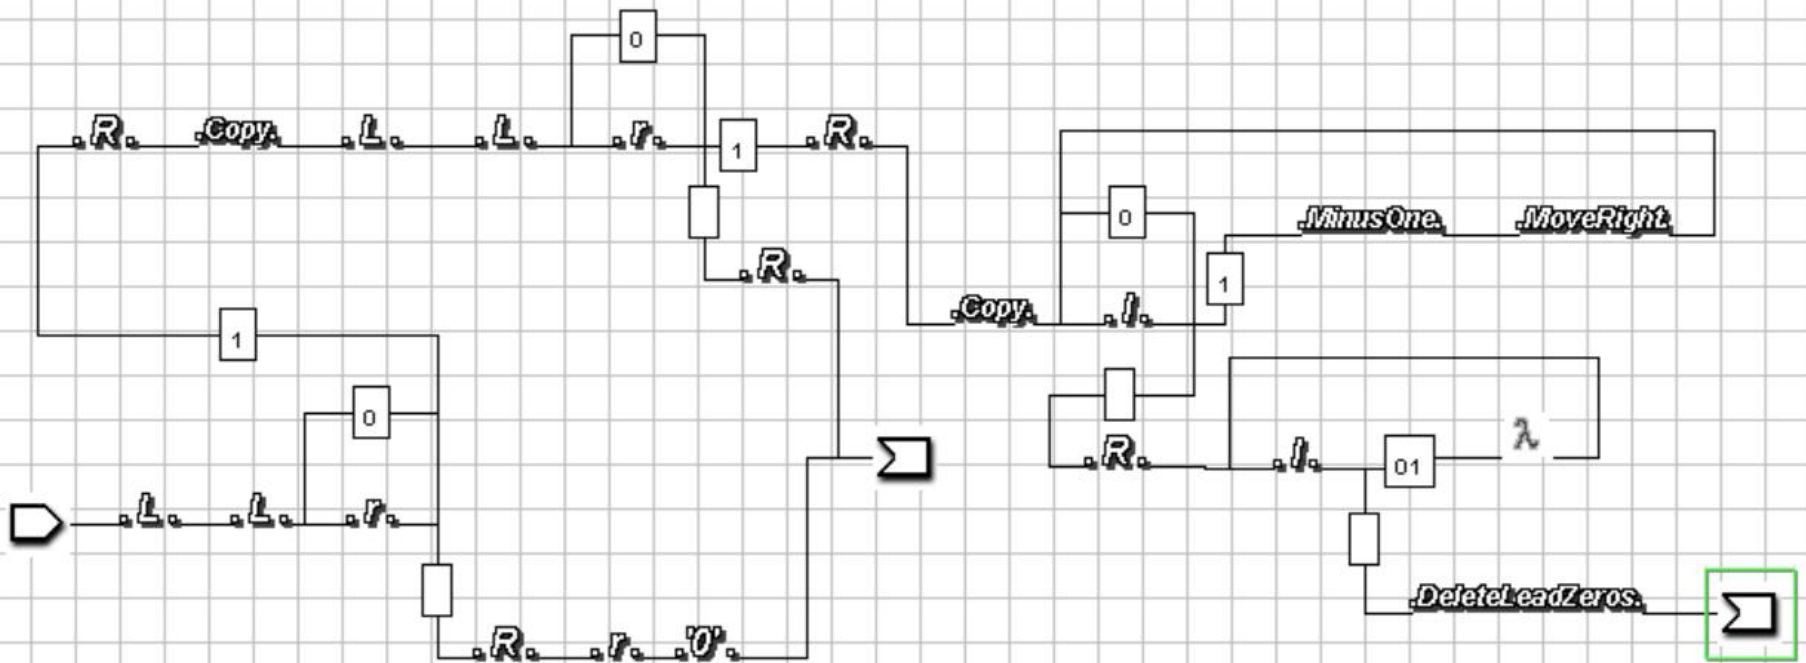 0
.R. .Copy. .L. .L. .r. 1 .R.
0 .MinusOne. .MoveRight.
.R. 1
1 .Copy. .l.
0
.R. .l. 01 λ
.L. .L. .r.
.DeleteLeadZeros.
.R. .r. .'0'.